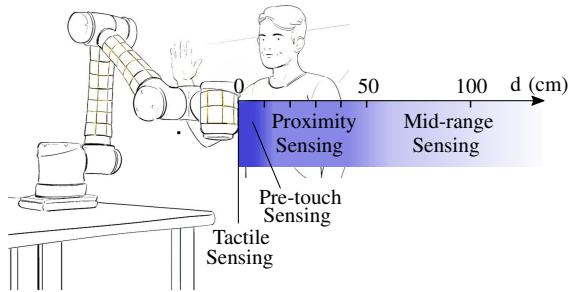 0 50 100 d (cm)
Proximity Sensing
Mid-range Sensing
Pre-touch Sensing
Tactile Sensing